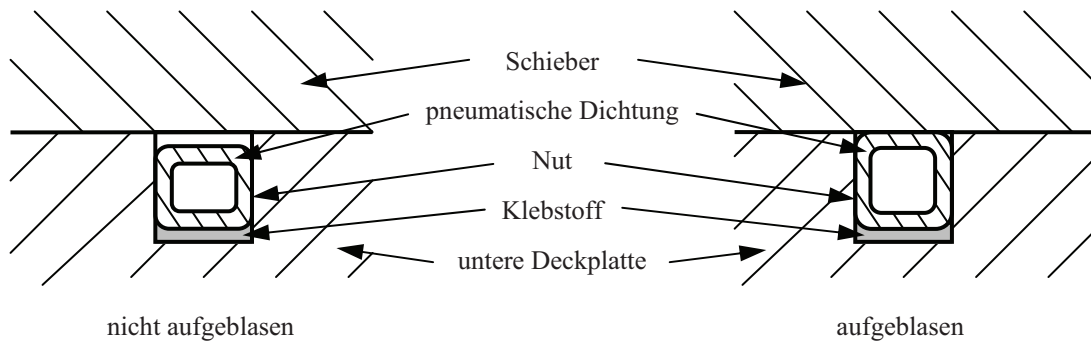 Schieber
pneumatische Dichtung
Nut
Klebstoff
untere Deckplatte
nicht aufgeblasen
aufgeblasen